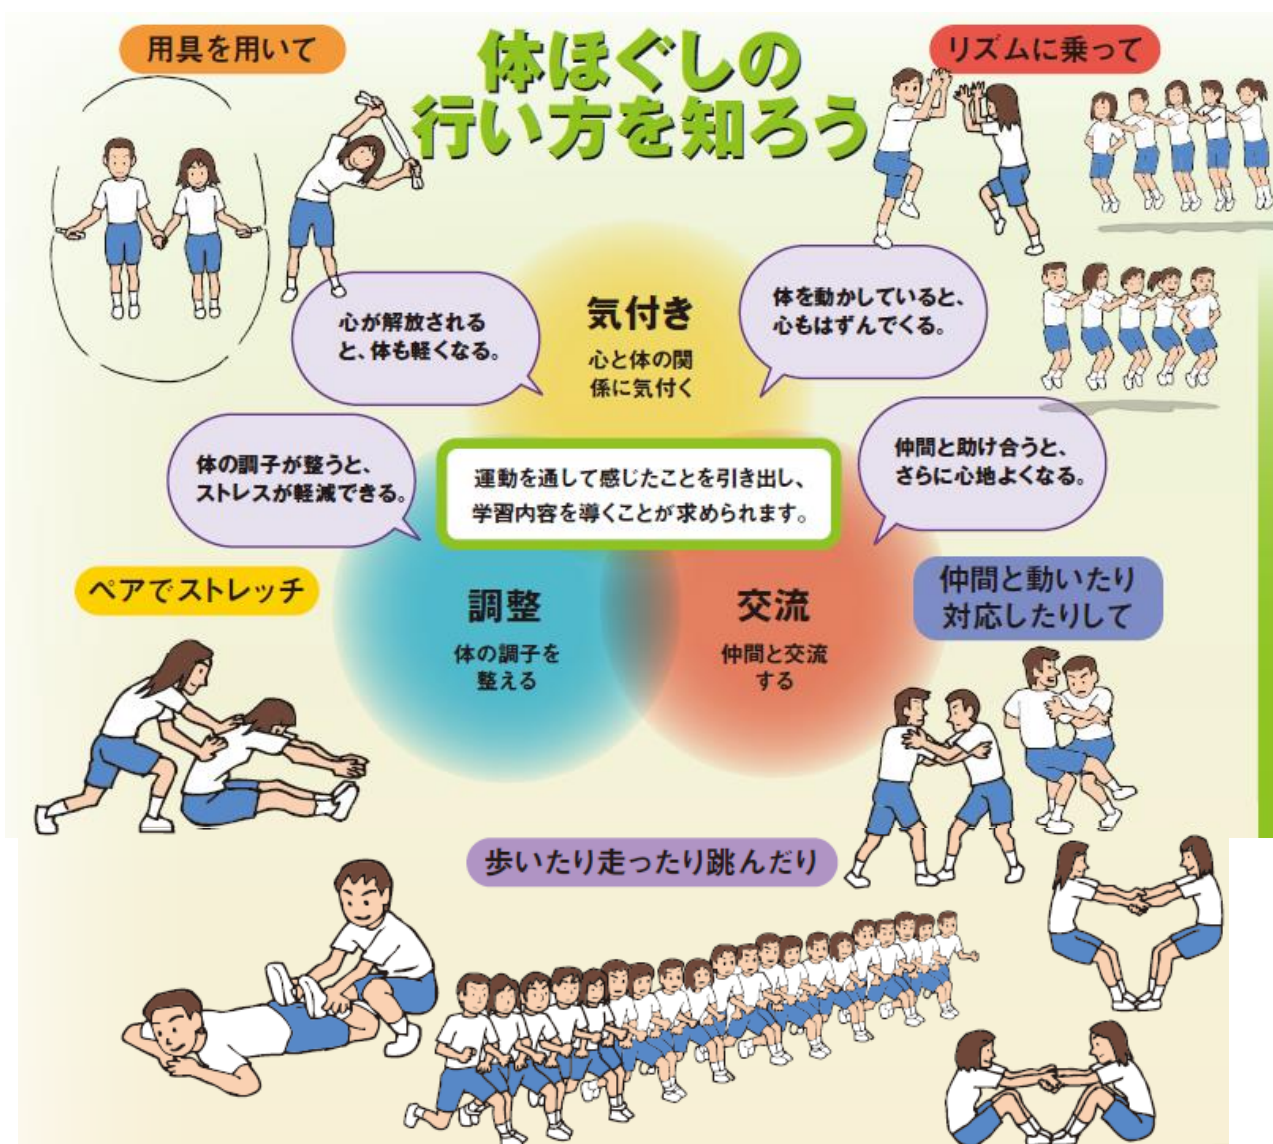 用具を用いて
体ほぐしの
行い方を知ろう
リズムに乗って
心が解放される
と、体も軽くなる。
気付き
心と体の関
係に気付く
体を動かしていると、
心もはずんでくる。
体の調子が整うと、
ストレスが軽減できる。
運動を通して感じたことを引き出し、
学習内容を導くことが求められます。
仲間と助け合うと、
さらに心地よくなる。
ペアでストレッチ
調整
体の調子を
整える
交流
仲間と交流
する
仲間と動いたり
対応したりして
歩いたり走ったり跳んだり